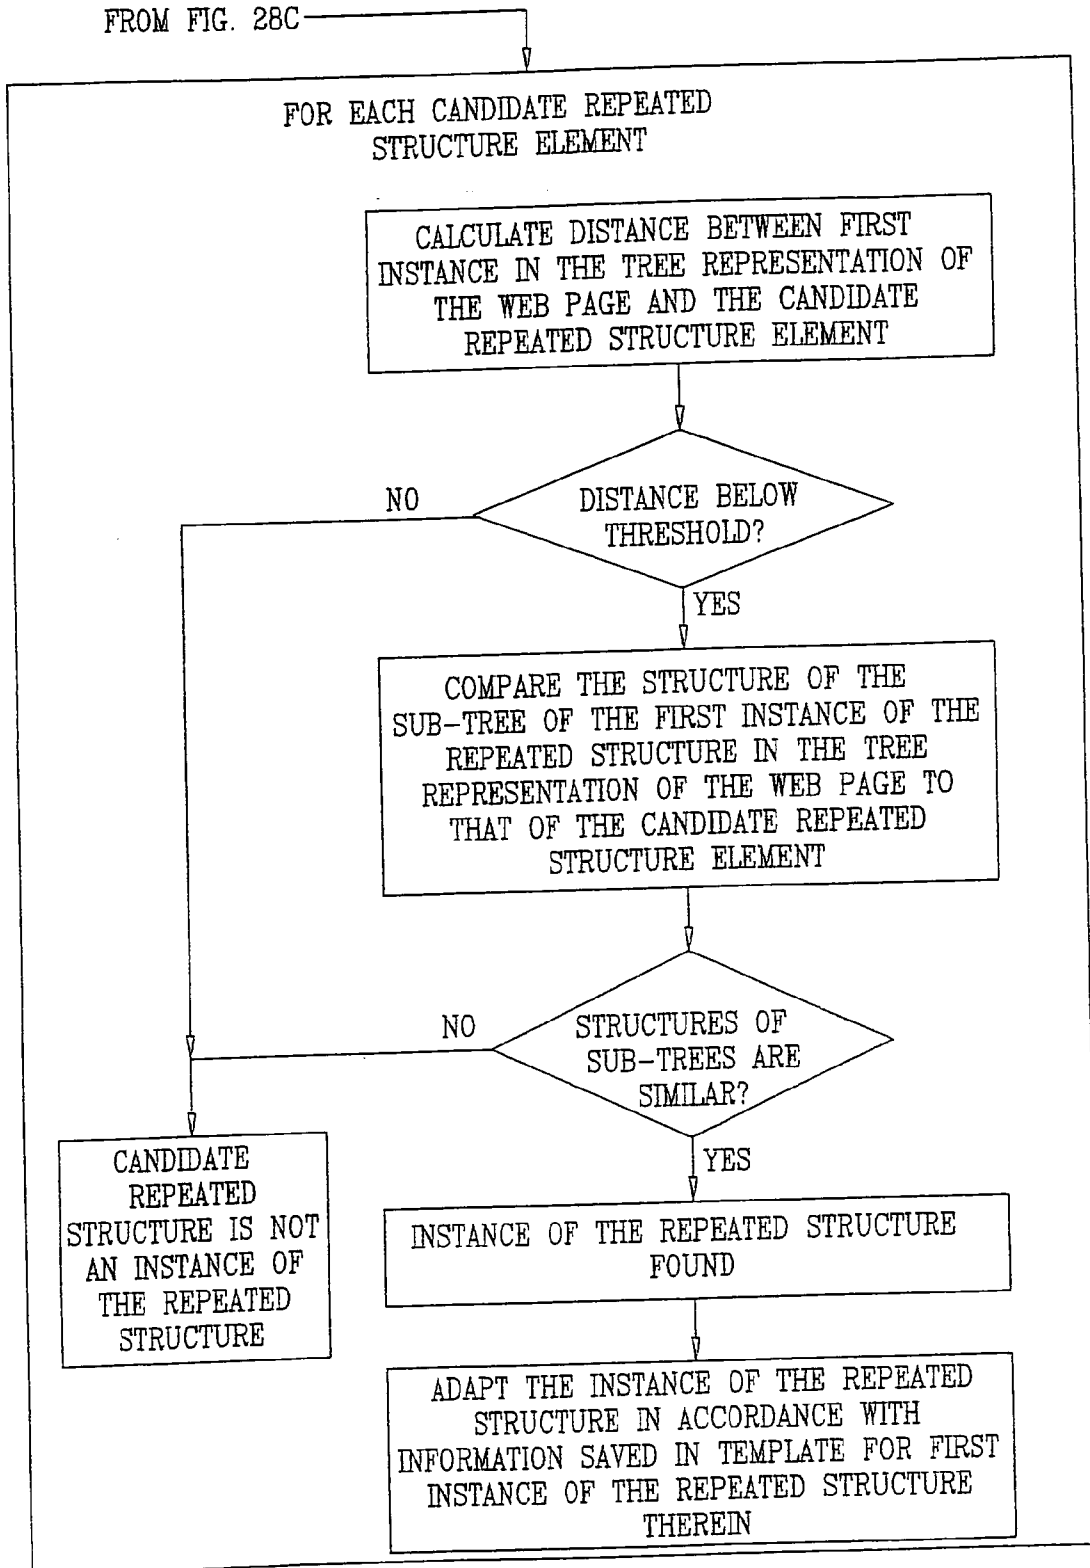 FROM FIG. 28C
FOR EACH CANDIDATE REPEATED
STRUCTURE ELEMENT
CALCULATE DISTANCE BETWEEN FIRST
INSTANCE IN THE TREE REPRESENTATION OF
THE WEB PAGE AND THE CANDIDATE
REPEATED STRUCTURE ELEMENT
NO
DISTANCE BELOW
THRESHOLD?
YES
COMPARE THE STRUCTURE OF THE
SUB-TREE OF THE FIRST INSTANCE OF THE
REPEATED STRUCTURE IN THE TREE
REPRESENTATION OF THE WEB PAGE TO
THAT OF THE CANDIDATE REPEATED
STRUCTURE ELEMENT
NO
STRUCTURES OF
SUB-TREES ARE
SIMILAR?
YES
CANDIDATE
REPEATED
STRUCTURE IS NOT
AN INSTANCE OF
THE REPEATED
STRUCTURE
INSTANCE OF THE REPEATED STRUCTURE
FOUND
ADAPT THE INSTANCE OF THE REPEATED
STRUCTURE IN ACCORDANCE WITH
INFORMATION SAVED IN TEMPLATE FOR FIRST
INSTANCE OF THE REPEATED STRUCTURE
THEREIN